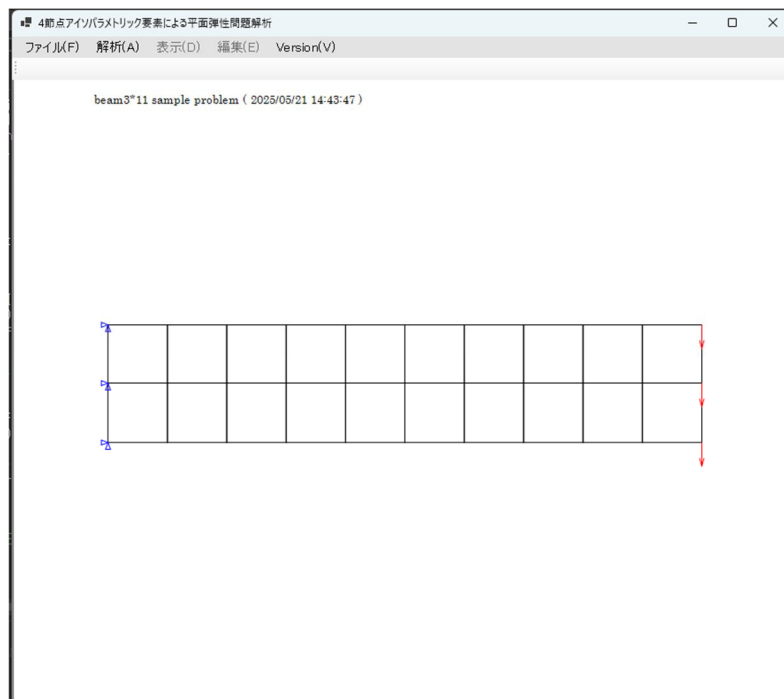 4節点アイソパラメトリック要素による平面弾性問題解析
ファイル(F) 解析(A) 表示(D) 編集(E) Version(V)
beam3*11 sample problem ( 2025/05/21 14:43:47 )